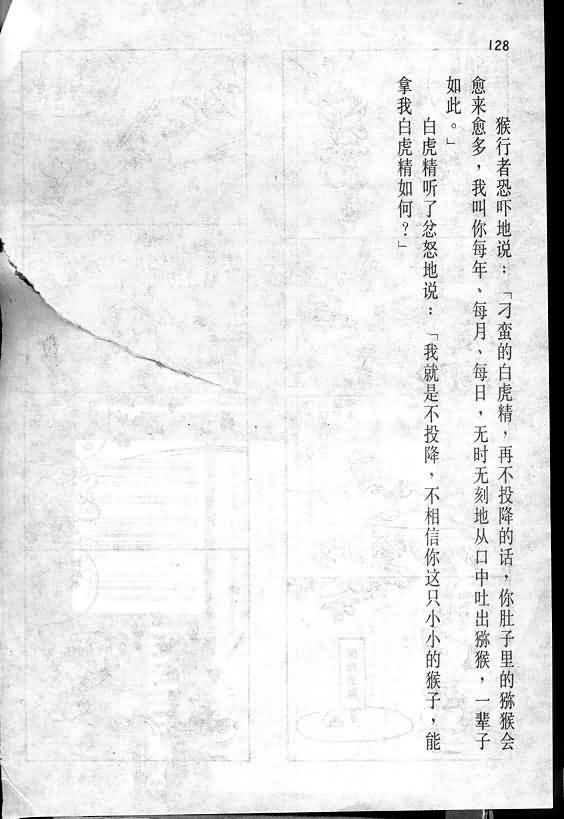 128
猴行者恐吓地说：「刁蛮的白虎精，再不投降的话，你肚子里的猕猴会
愈来愈多，我叫你每年、每月、每日，无时无刻地从口中吐出猕猴，一辈子
如此。」
白虎精听了忿怒地说：「我就是不投降，不相信你这只小小的猴子，能
拿我白虎精如何？」